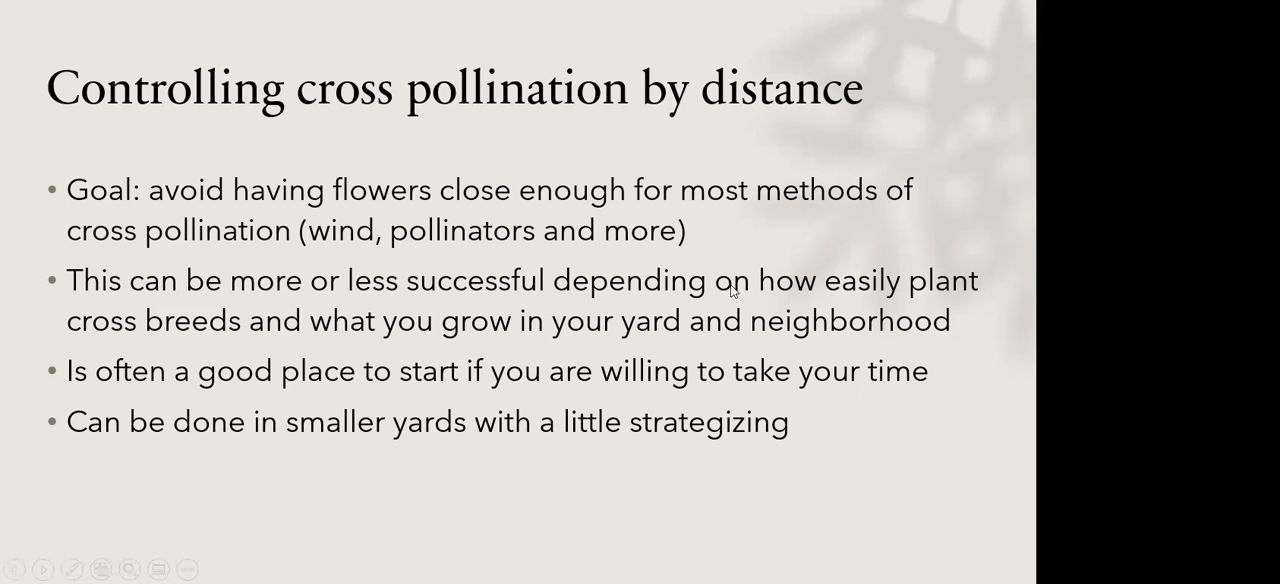 Controlling cross pollination by distance
• Goal: avoid having flowers close enough for most methods of
cross pollination (wind, pollinators and more)
• This can be more or less successful depending on how easily plant
cross breeds and what you grow in your yard and neighborhood
• Is often a good place to start if you are willing to take your time
• Can be done in smaller yards with a little strategizing